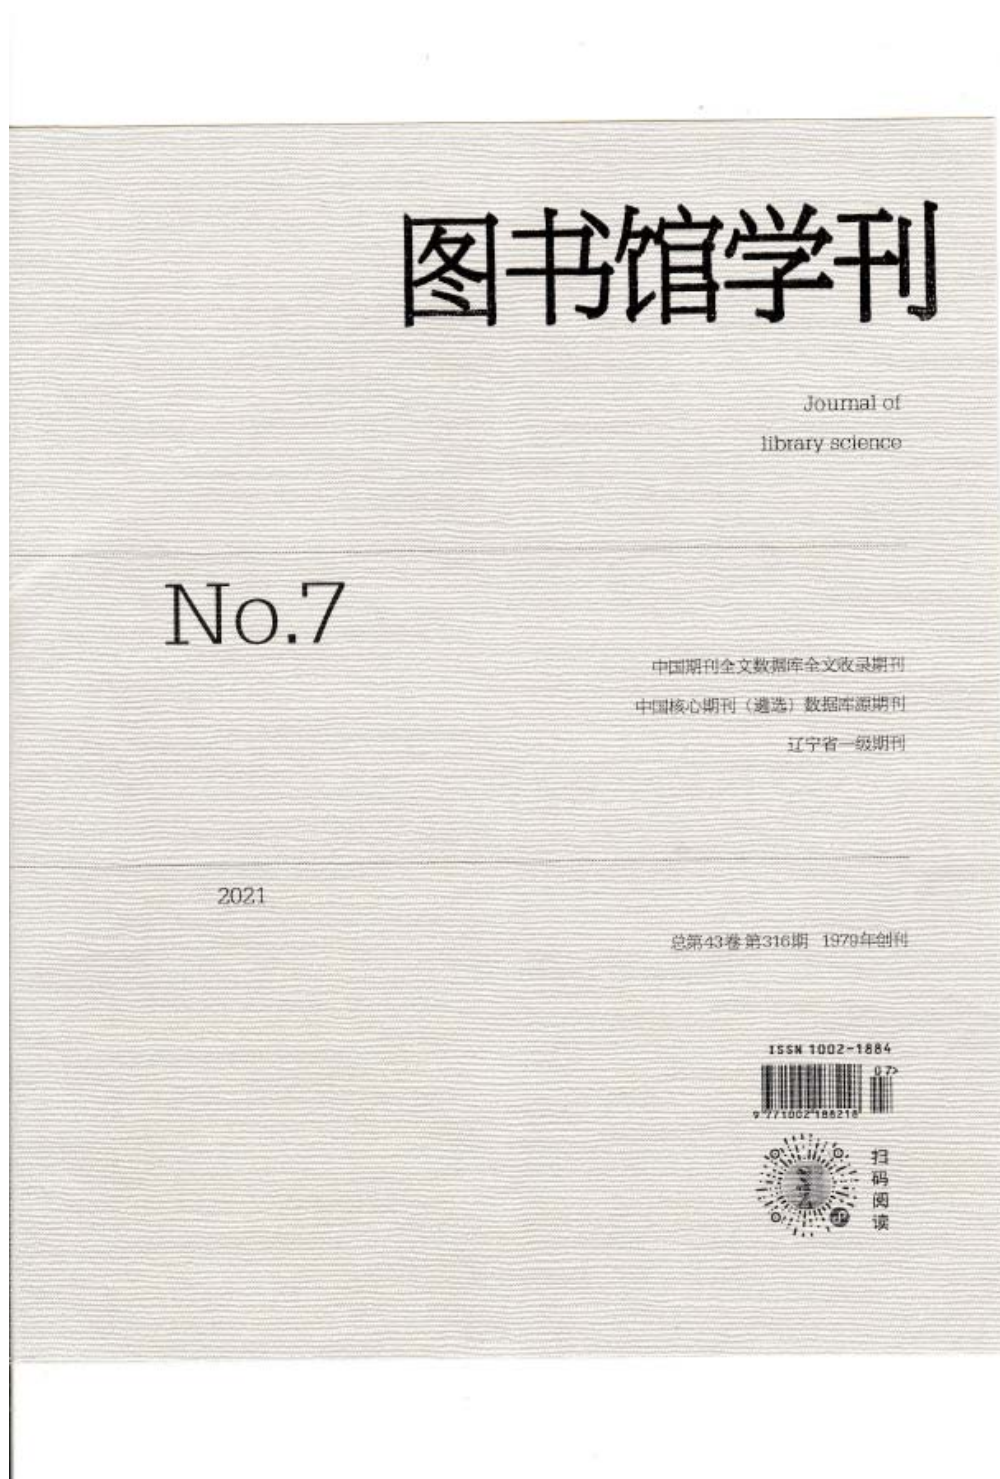 图书馆学刊
Journal of
library science
No.7
中国期刊全文数据库全文收录期刊
中国核心期刊（遴选）数据库源期刊
辽宁省一级期刊
2021
总第43卷 第316期 1979年创刊
ISSN 1002-1884
07>
9 771002 188218
扫码阅读